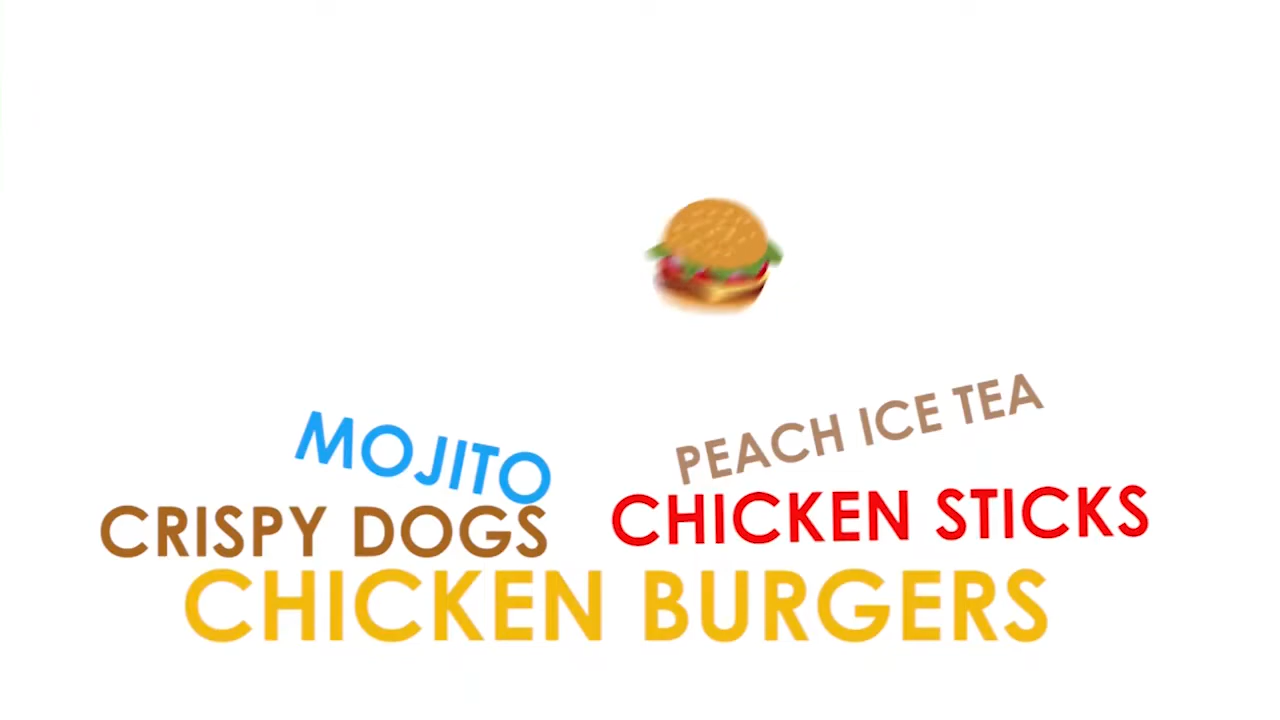 MOJITO
PEACH ICE TEA
CRISPY DOGS
CHICKEN STICKS
CHICKEN BURGERS